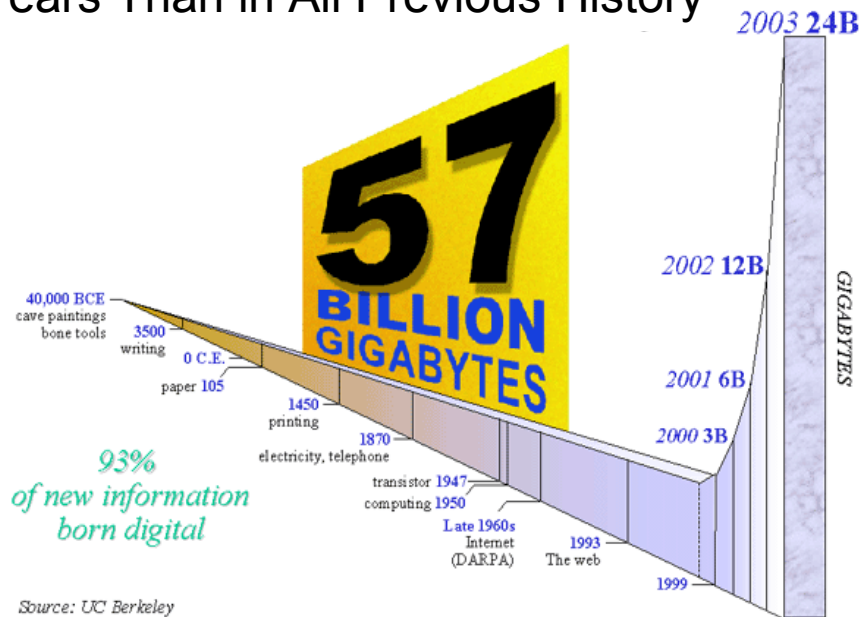 ears Than In All Previous History
2003 24B
57
BILLION
GIGABYTES
2002 12B
GIGABYTES
40,000 BCE
cave paintings
bone tools
3500
writing
0 C.E.
paper 105
2001 6B
1450
printing
2000 3B
1870
electricity, telephone
93%
of new information
born digital
transistor 1947
computing 1950
Late 1960s
Internet
(DARPA)
1993
The web
1999
Source: UC Berkeley